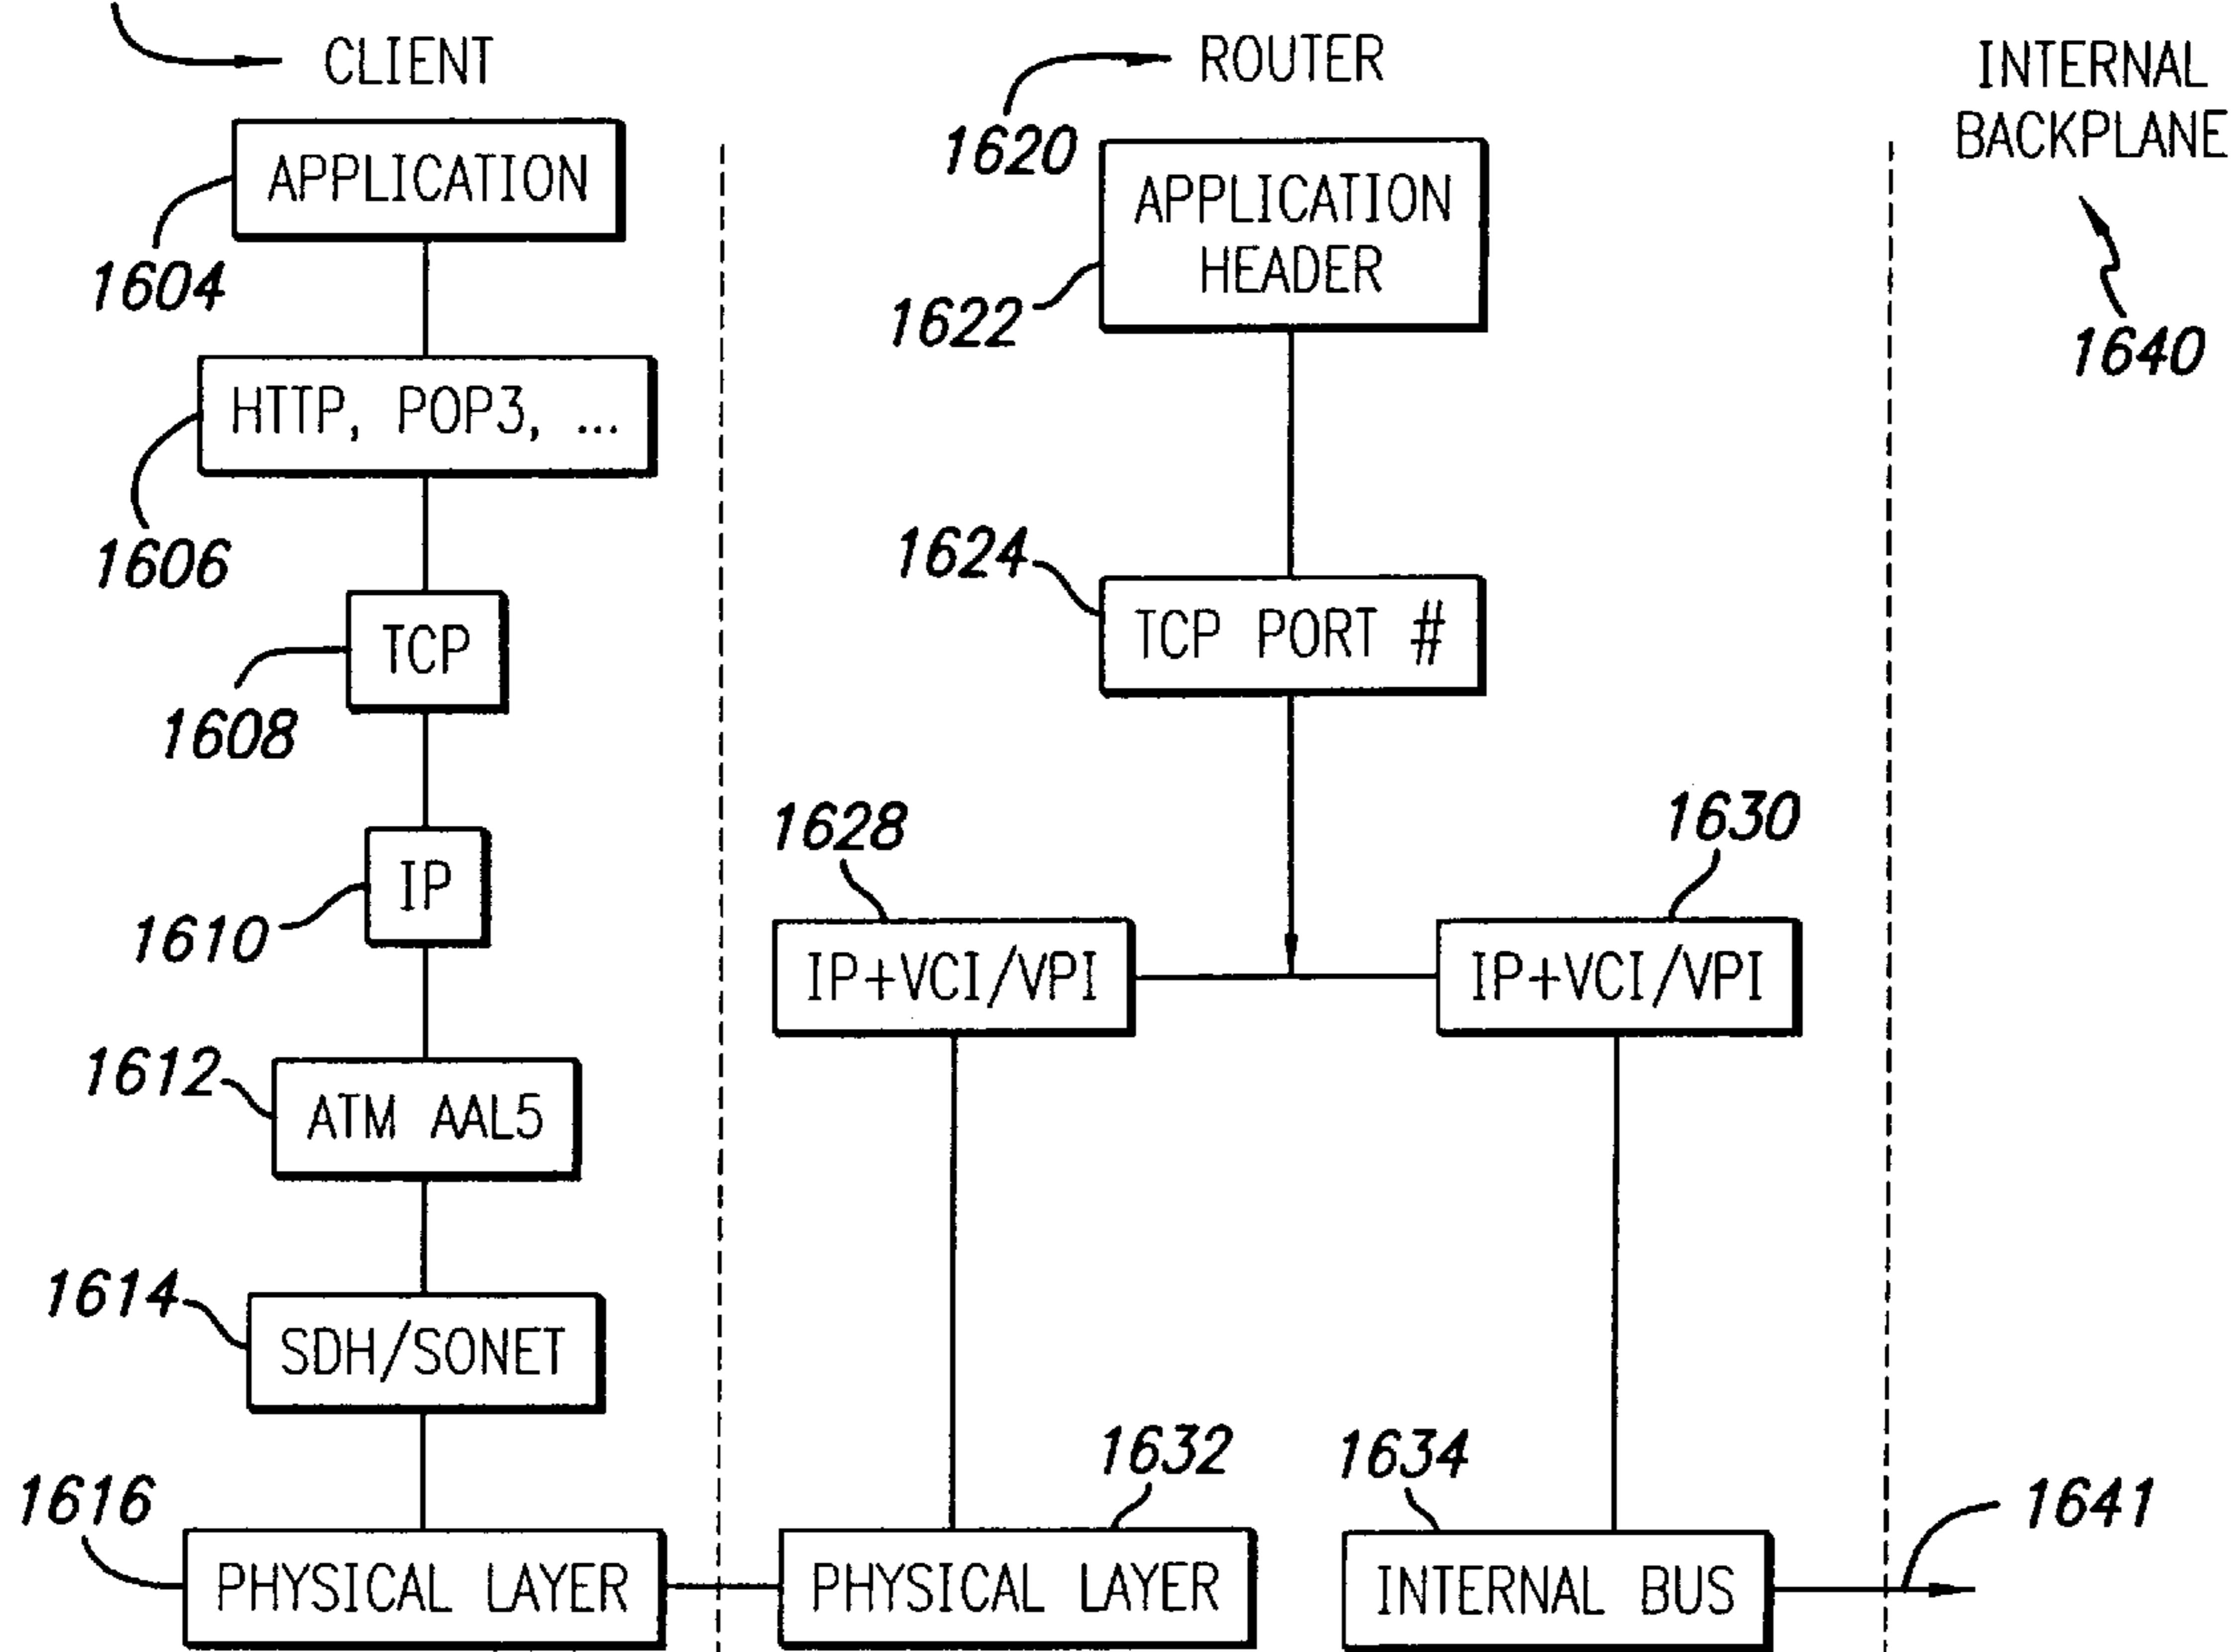 CLIENT
APPLICATION
1604
HTTP, POP3, ...
1606
TCP
1608
IP
1610
1612
ATM AAL5
1614
SDH/SONET
1616
PHYSICAL LAYER
ROUTER
1620
APPLICATION
HEADER
1622
1624
TCP PORT #
1628
1630
IP+VCI/VPI
IP+VCI/VPI
1632
1634
PHYSICAL LAYER
INTERNAL BUS
INTERNAL
BACKPLANE
1640
1641